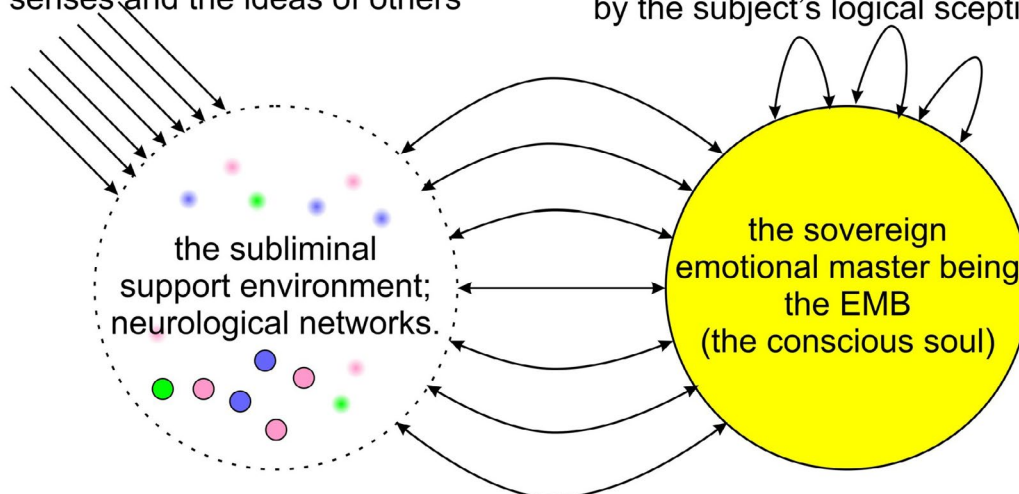 senses and the ideas of others
by the subject's logical scepti
the subliminal
support environment;
neurological networks.
the sovereign
emotional master being
the EMB
(the conscious soul)